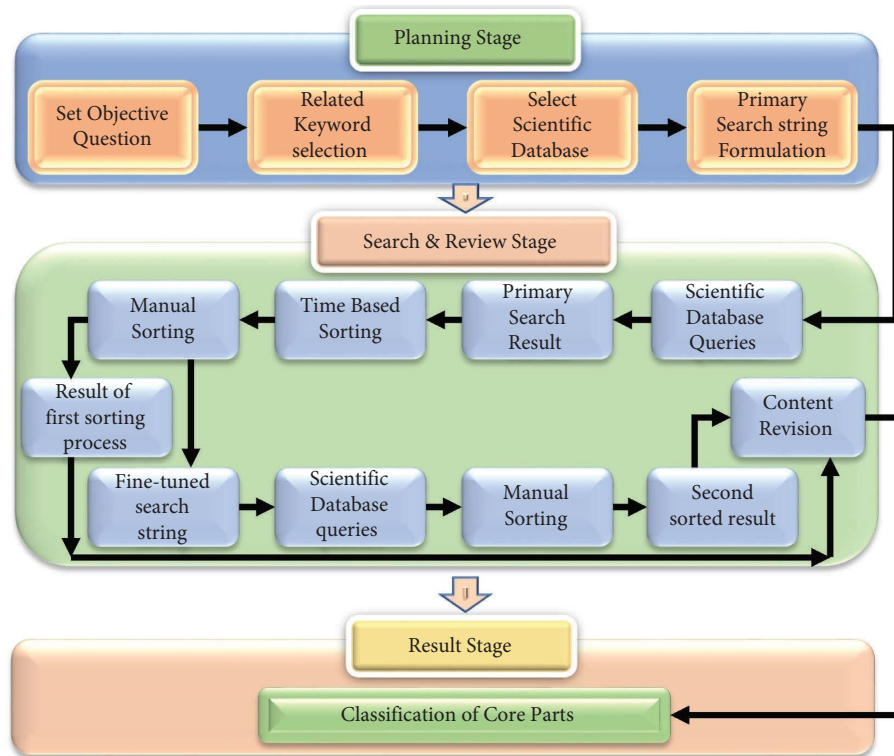 Planning Stage
Set Objective
Question
Related
Keyword
selection
Select
Scientific
Database
Primary
Search string
Formulation
Search & Review Stage
Manual
Sorting
Time Based
Sorting
Primary
Search
Result
Scientific
Database
Queries
Result of
first sorting
process
Content
Revision
Fine-tuned
search
string
Scientific
Database
queries
Manual
Sorting
Second
sorted result
Result Stage
Classification of Core Parts